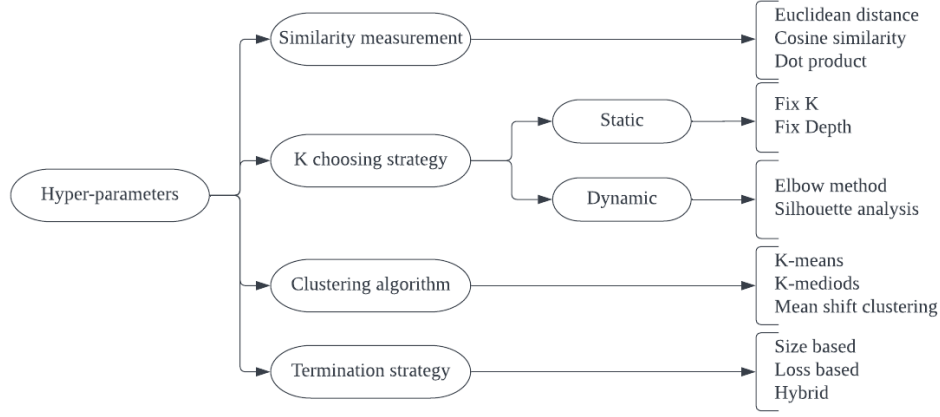 Hyper-parameters
Similarity measurement
Euclidean distance
Cosine similarity
Dot product
K choosing strategy
Static
Fix K
Fix Depth
Dynamic
Elbow method
Silhouette analysis
Clustering algorithm
K-means
K-mediods
Mean shift clustering
Termination strategy
Size based
Loss based
Hybrid